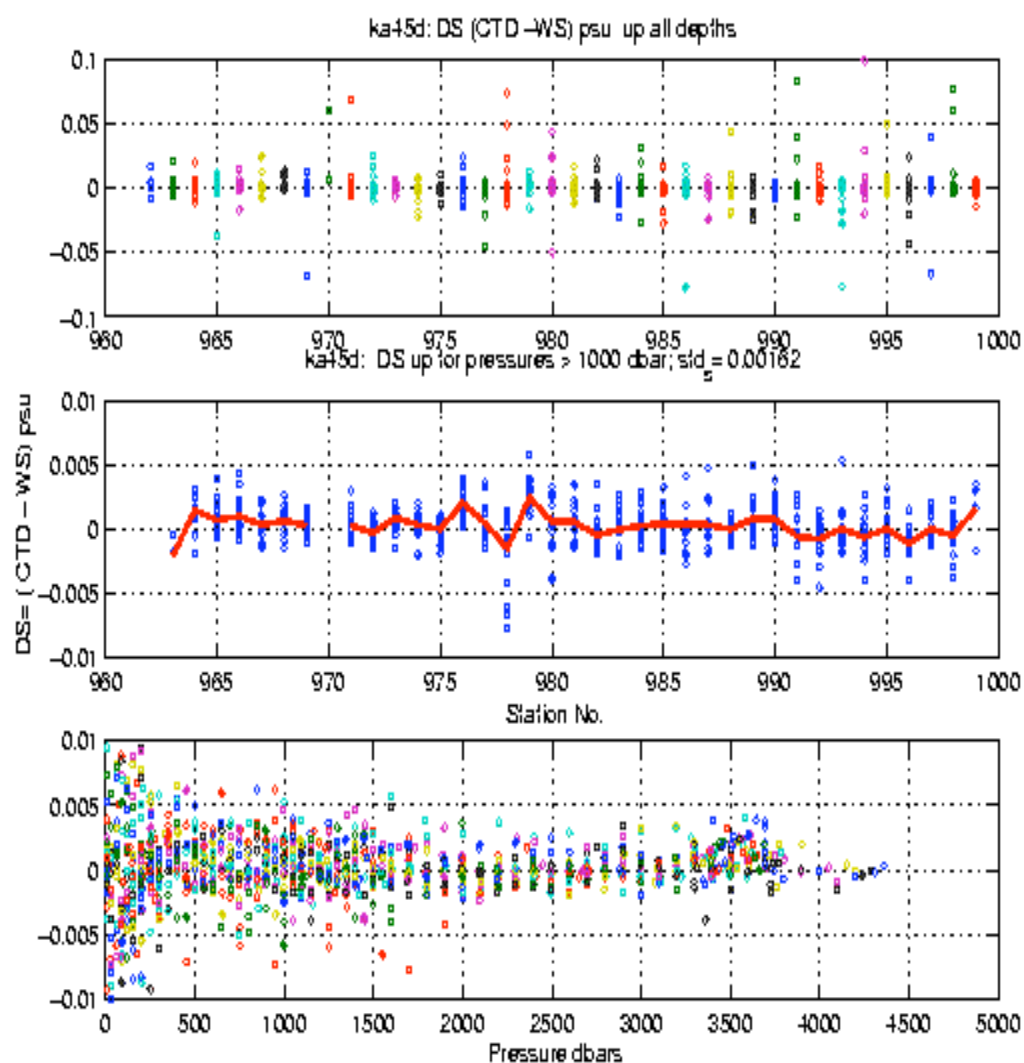 ka45d: DS (CTD –WS) psu up all depths
0.1
0.05
0
–0.05
–0.1
960 965 970 975 980 985 990 995 1000
ka45d: DS up for pressures > 1000 dbar; std_s = 0.00162
0.01
0.005
0
–0.005
–0.01
DS= ( CTD – WS) psu
960 965 970 975 980 985 990 995 1000
Station No.
0.01
0.005
0
–0.005
–0.01
0 500 1000 1500 2000 2500 3000 3500 4000 4500 5000
Pressure dbars